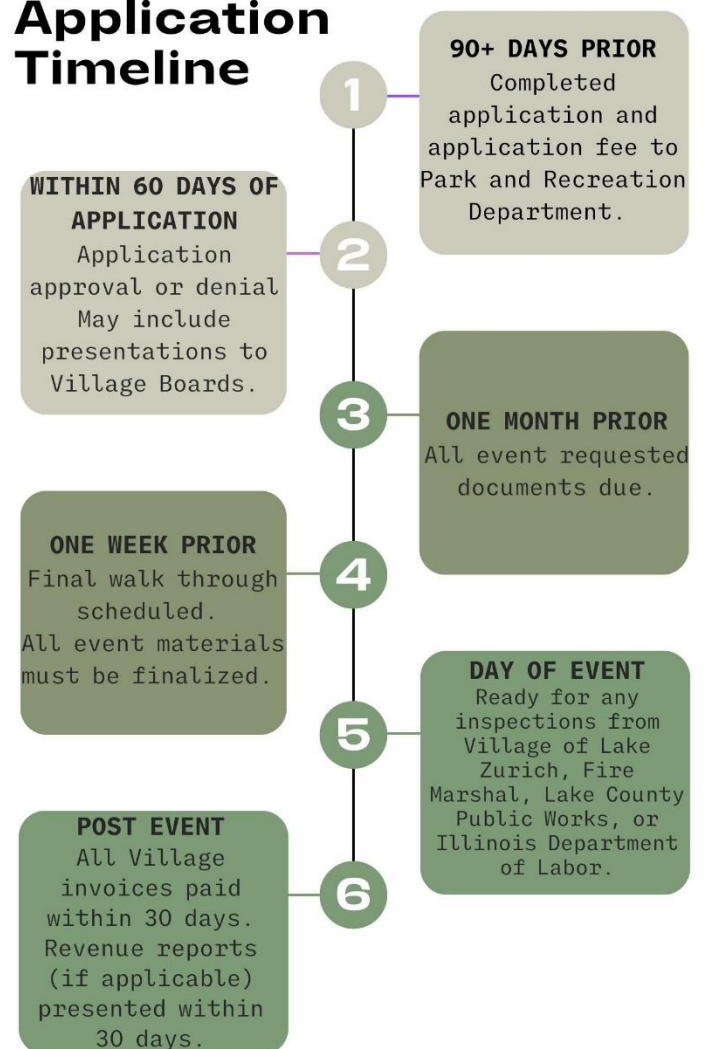 Application
Timeline
1
90+ DAYS PRIOR
Completed
application and
application fee to
Park and Recreation
Department.
2
WITHIN 60 DAYS OF
APPLICATION
Application
approval or denial
May include
presentations to
Village Boards.
3
ONE MONTH PRIOR
All event requested
documents due.
4
ONE WEEK PRIOR
Final walk through
scheduled.
All event materials
must be finalized.
5
DAY OF EVENT
Ready for any
inspections from
Village of Lake
Zurich, Fire
Marshal, Lake County
Public Works, or
Illinois Department
of Labor.
6
POST EVENT
All Village
invoices paid
within 30 days.
Revenue reports
(if applicable)
presented within
30 days.